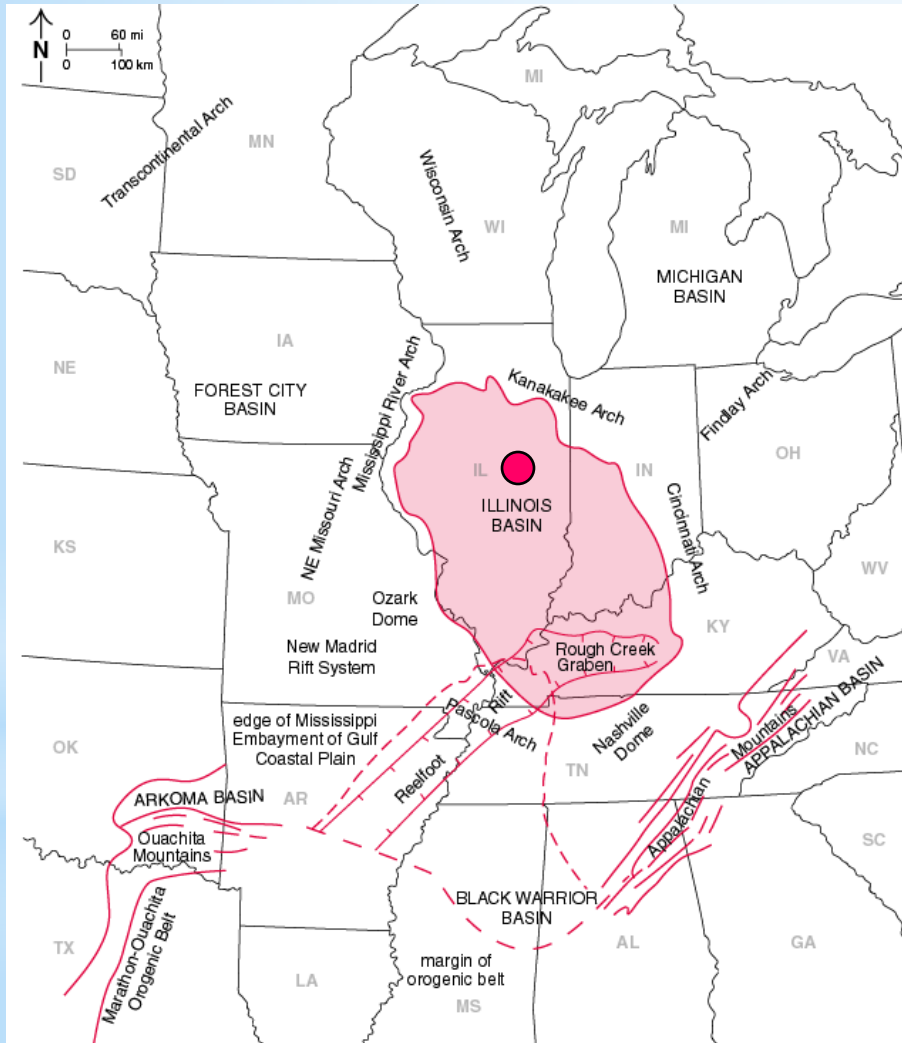 N
0 60 mi
0 100 km
MI
Transcontinental Arch
MN
SD
Wisconsin Arch
WI
MI
MICHIGAN
BASIN
IA
NE
FOREST CITY
BASIN
Mississippi River Arch
Kanakakee Arch
Findlay Arch
OH
IL
ILLINOIS
BASIN
IN
NE Missouri Arch
Cincinnati Arch
KS
WV
MO
Ozark
Dome
KY
New Madrid
Rift System
Rough Creek
Graben
VA
Rift
Pascola Arch
edge of Mississippi
Embayment of Gulf
Coastal Plain
Nashville
Dome
Mountains
APPALACHIAN BASIN
OK
NC
TN
Reelfoot
ARKOMA BASIN
AR
Appalachian
Ouachita
Mountains
SC
BLACK WARRIOR
BASIN
TX
Marathon-Ouachita
Orogenic Belt
AL
GA
margin of
orogenic belt
LA
MS